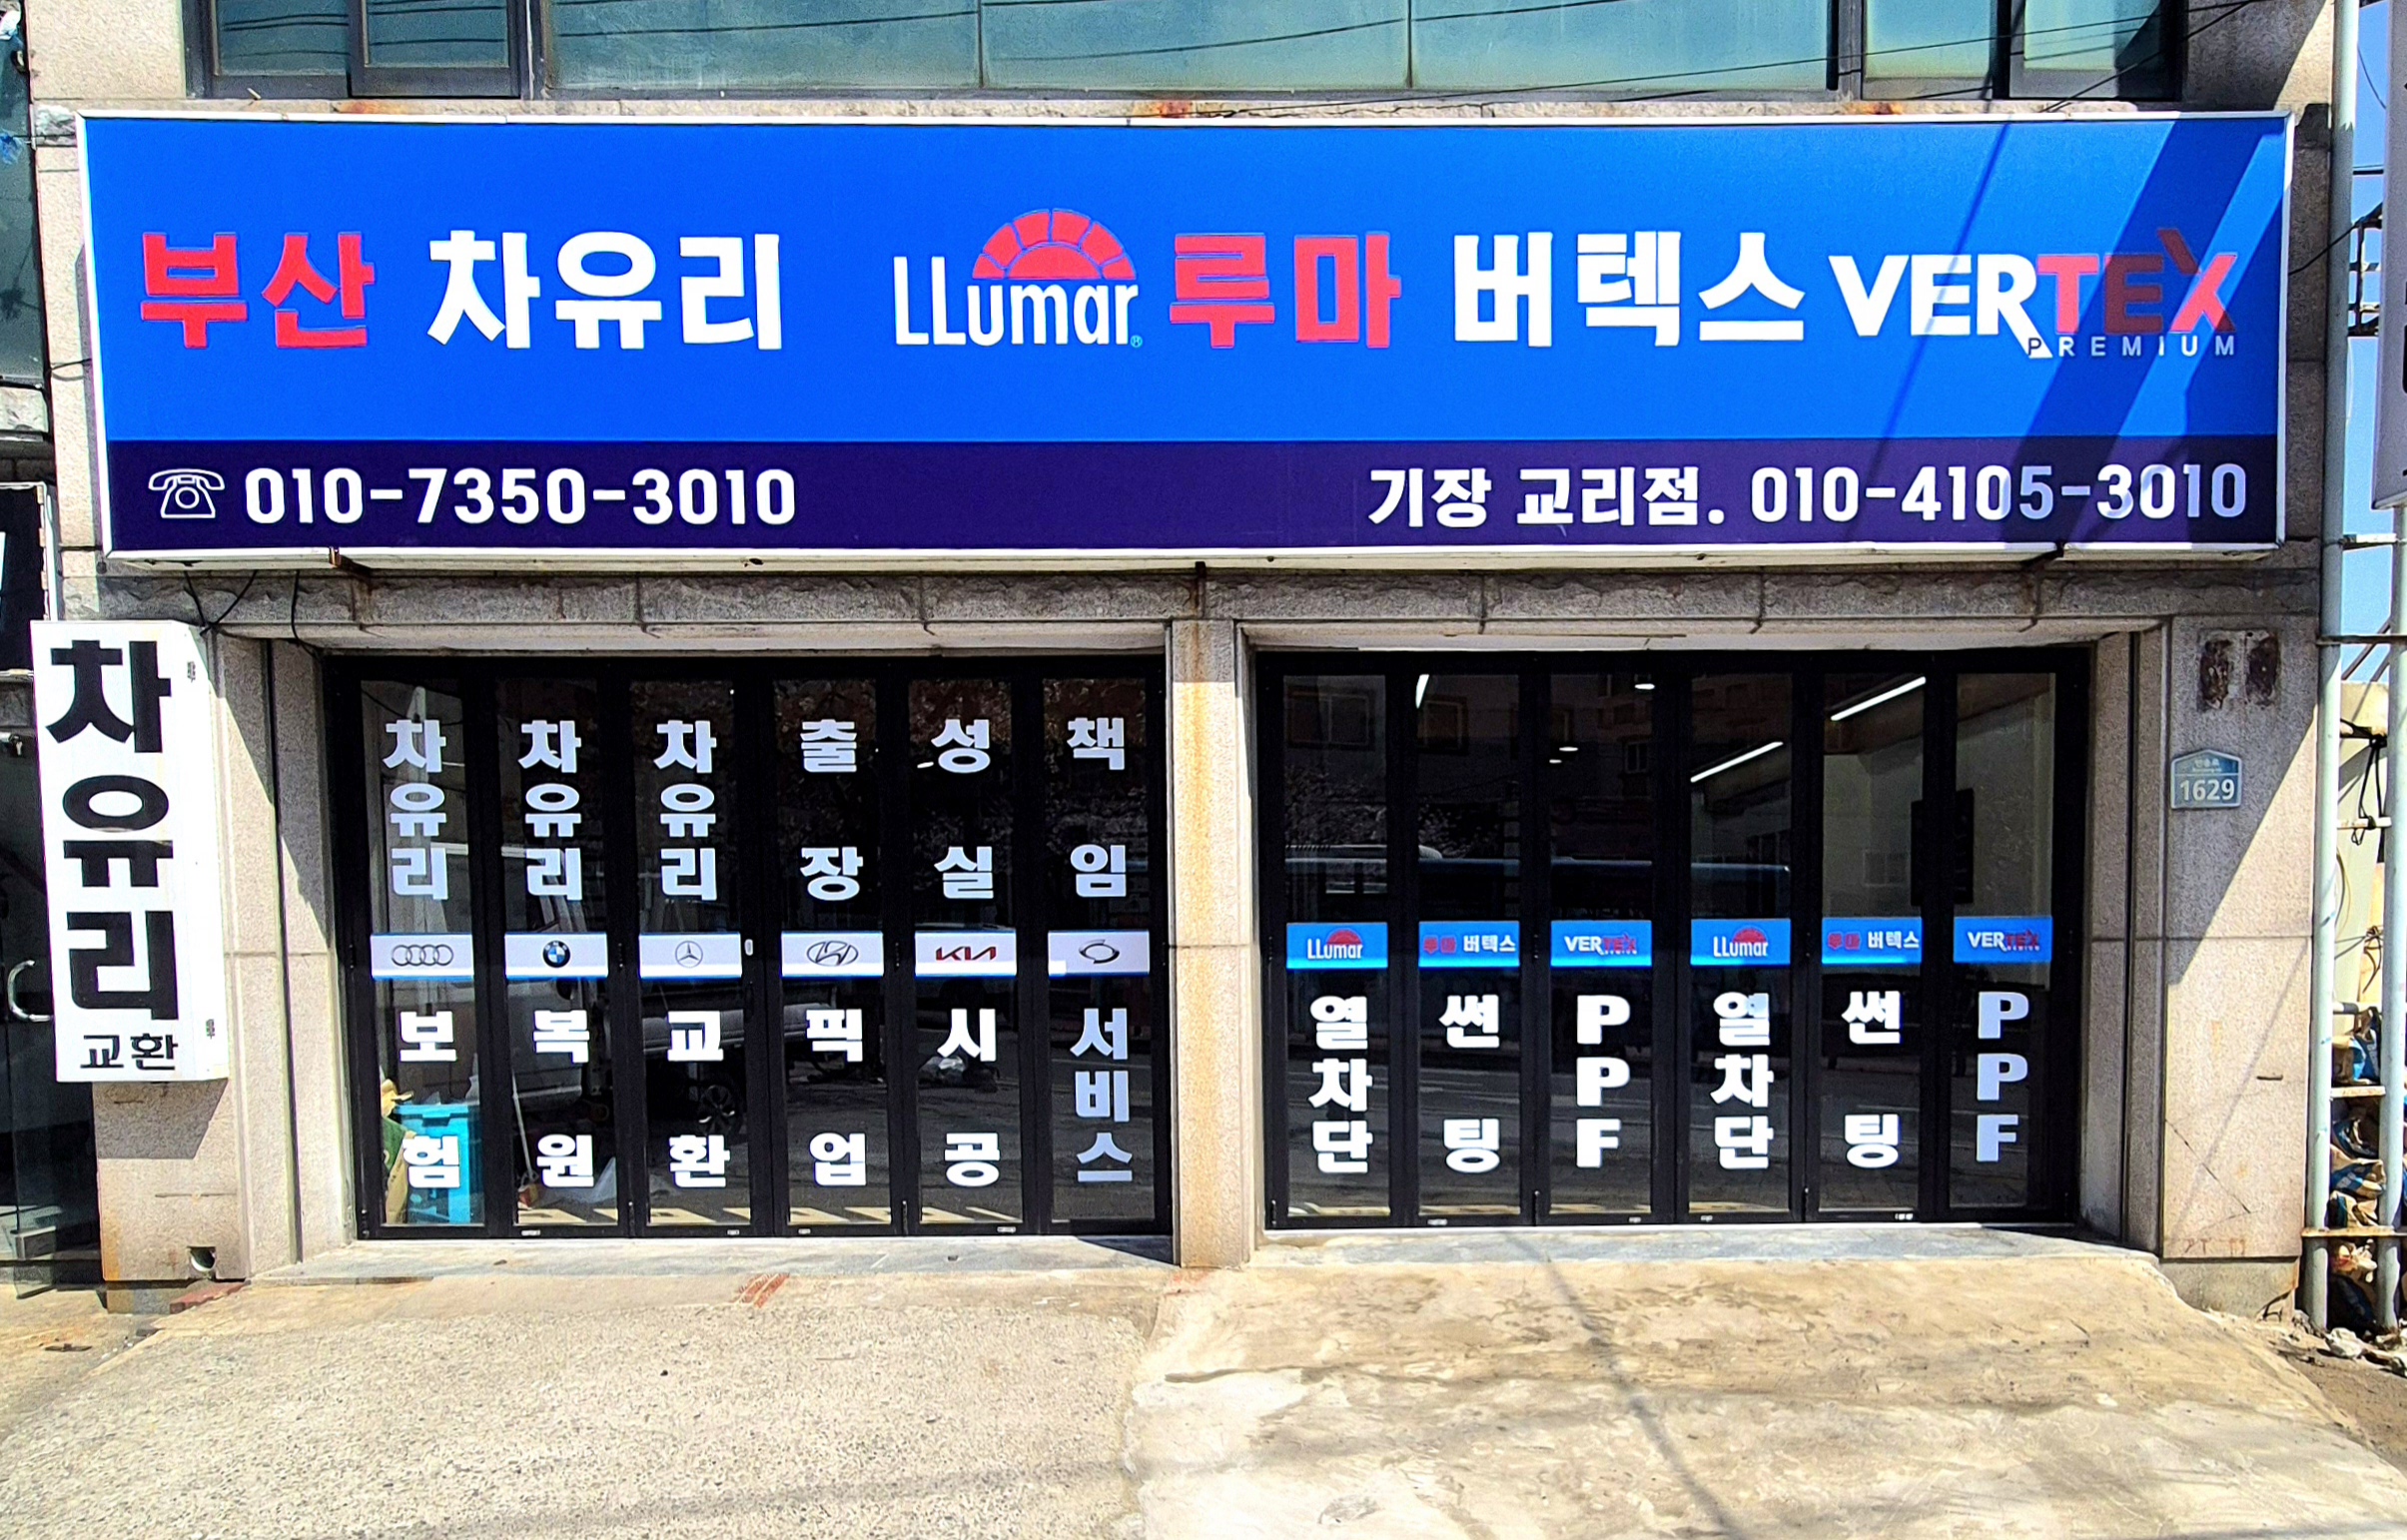 부산 차유리 LLumar® 루마 버텍스 VERTEX
PREMIUM
010-7350-3010 기장 교리점. 010-4105-3010
차유리
교환
차유리 차유리 차유리 출장 성실 책임
KIA
보험 복원 교환 픽업 시공 서비스
LLumar 루마 버텍스 VERTEX LLumar 루마 버텍스 VERTEX
열차단 썬팅 PPF 열차단 썬팅 PPF
1629